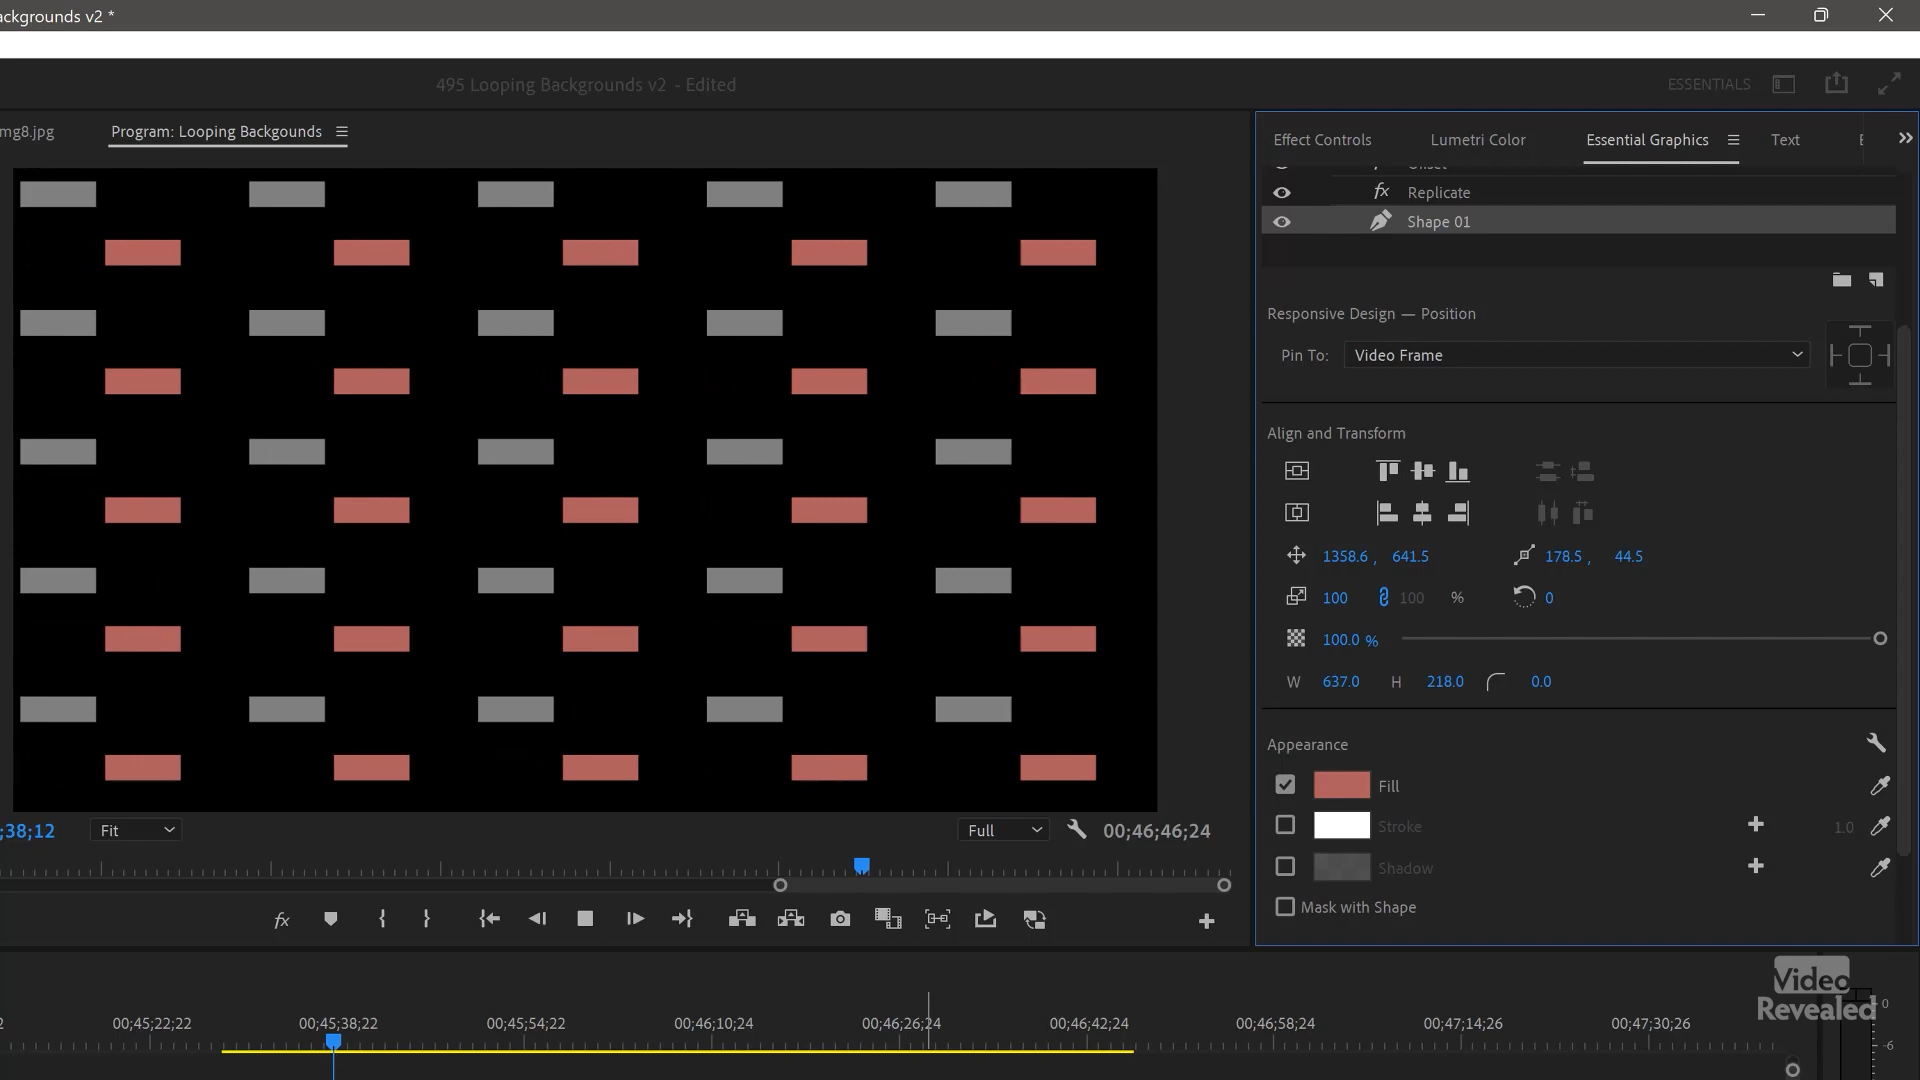 ackgrounds v2 *
495 Looping Backgrounds v2 - Edited
ESSENTIALS
mg8.jpg
Program: Looping Backgounds
Effect Controls
Lumetri Color
Essential Graphics
Text
fx Replicate
Shape 01
Responsive Design — Position
Pin To: Video Frame
Align and Transform
1358.6 , 641.5 178.5 , 44.5
100 100 % 0
100.0 %
W 637.0 H 218.0 0.0
Appearance
Fill
Stroke 1.0
Shadow
Mask with Shape
;38;12 Fit Full 00;46;46;24
fx
Video
Revealed
00;45;22;22 00;45;38;22 00;45;54;22 00;46;10;24 00;46;26;24 00;46;42;24 00;46;58;24 00;47;14;26 00;47;30;26
0
-6